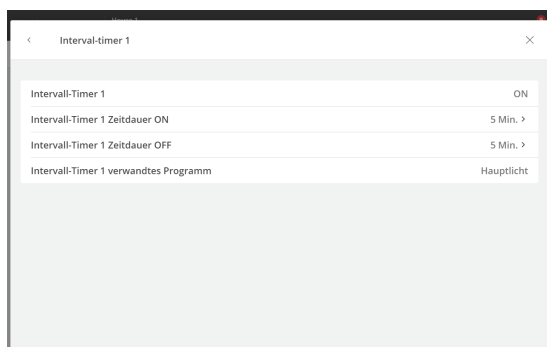 Interval-timer 1
Intervall-Timer 1 ON
Intervall-Timer 1 Zeitdauer ON 5 Min.
Intervall-Timer 1 Zeitdauer OFF 5 Min.
Intervall-Timer 1 verwandtes Programm Hauptlicht